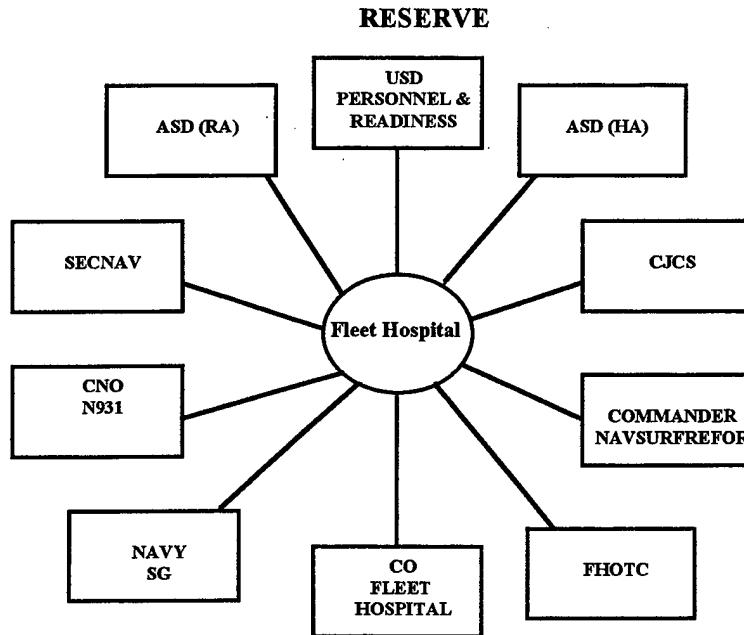 RESERVE
USD
PERSONNEL &
READINESS
ASD (RA)
ASD (HA)
SECNAV
CJCS
Fleet Hospital
CNO
N931
COMMANDER
NAVSURFREFOR
NAVY
SG
CO
FLEET
HOSPITAL
FHOTC